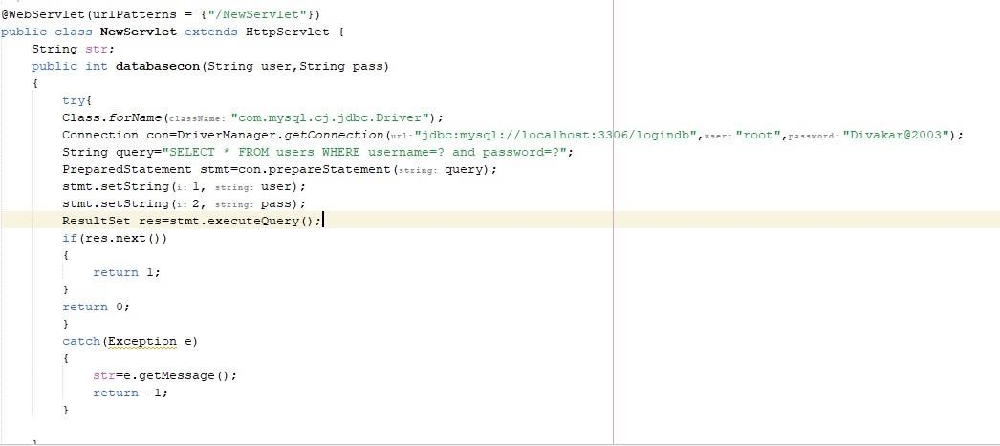 @WebServlet(urlPatterns = {"/NewServlet"})
public class NewServlet extends HttpServlet {
String str;
public int databasecon(String user,String pass)
{
try{
Class.forName(className: "com.mysql.cj.jdbc.Driver");
Connection con=DriverManager.getConnection(url:"jdbc:mysql://localhost:3306/logindb",user: "root",password: "Divakar@2003");
String query="SELECT * FROM users WHERE username=? and password=?";
PreparedStatement stmt=con.prepareStatement(string: query);
stmt.setString(i: 1, string: user);
stmt.setString(i: 2, string: pass);
ResultSet res=stmt.executeQuery();
if(res.next())
{
return 1;
}
return 0;
}
catch(Exception e)
{
str=e.getMessage();
return -1;
}